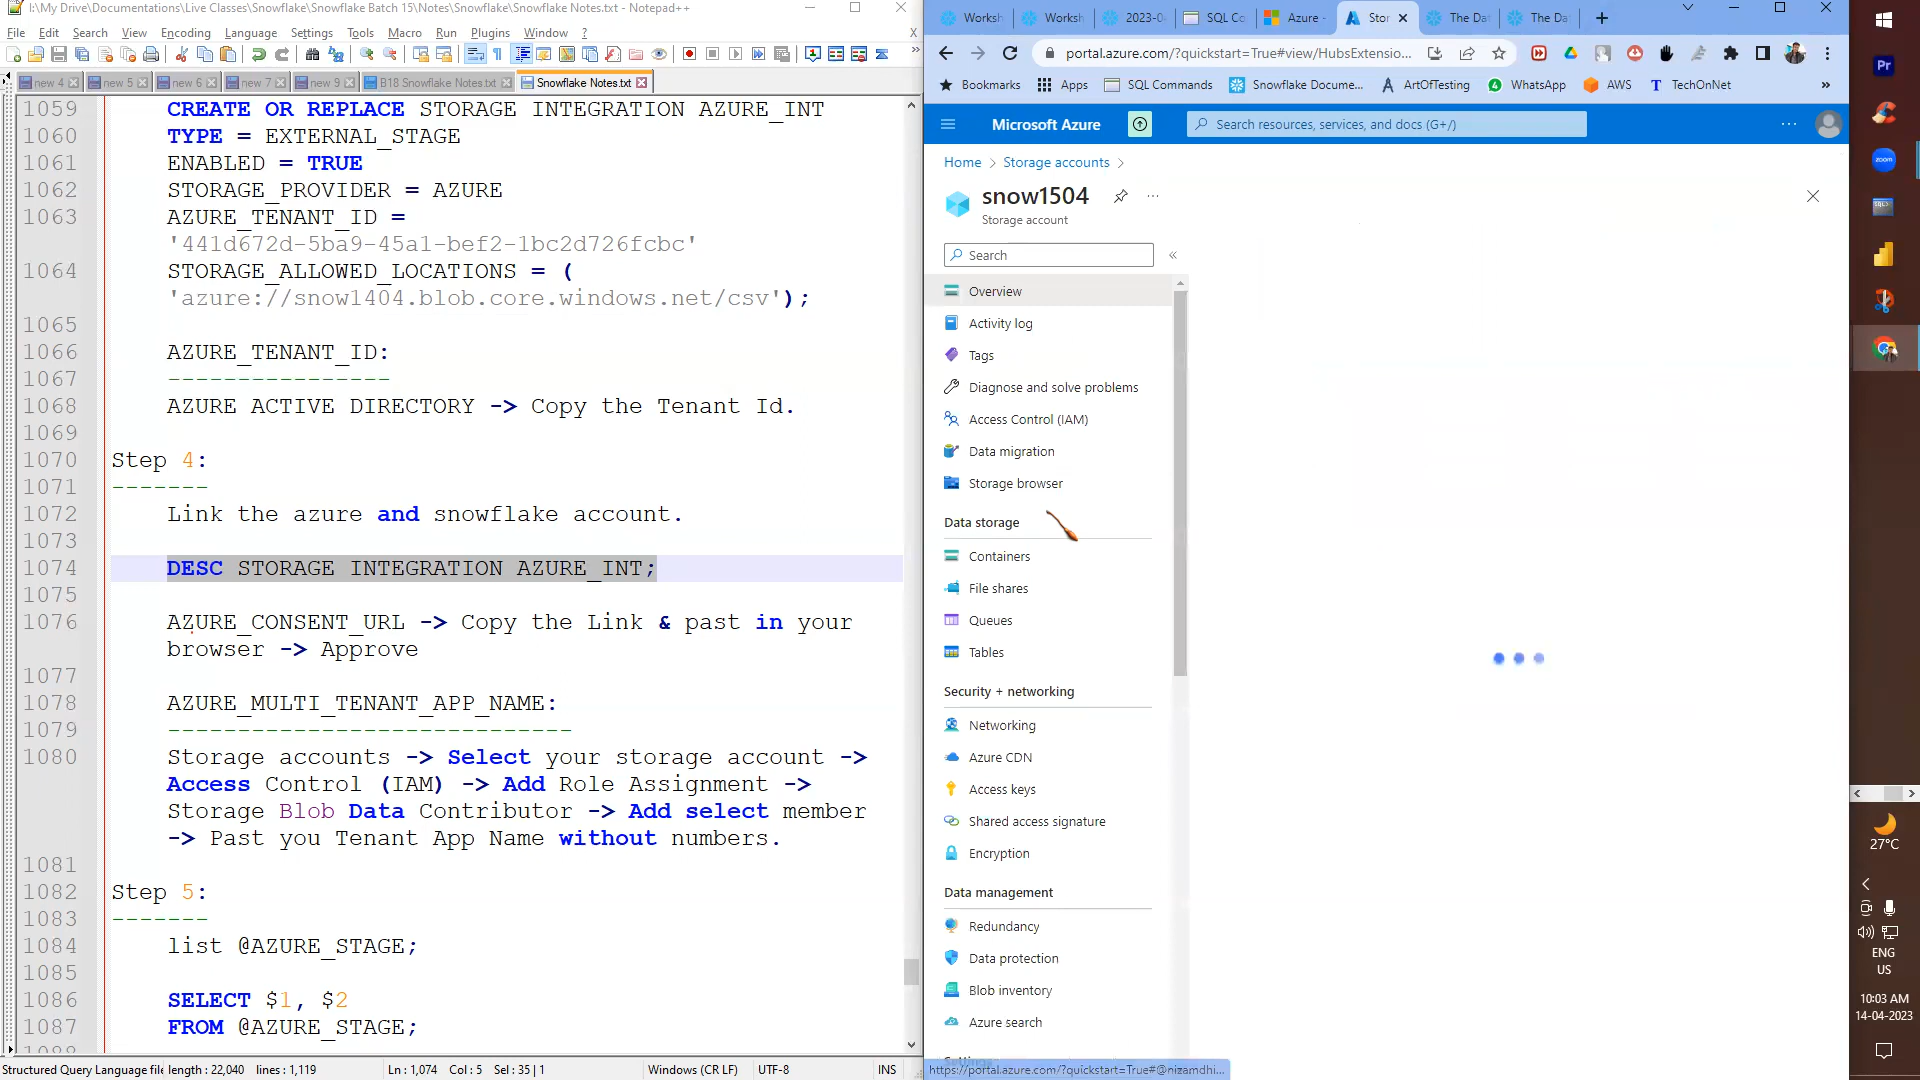 I:\My Drive\Documentations\Live Classes\Snowflake\Snowflake Batch 15\Notes\Snowflake\Snowflake Notes.txt - Notepad++
File Edit Search View Encoding Language Settings Tools Macro Run Plugins Window ? X
new 4 new 5 new 6 new 7 new 9 B18 Snowflake Notes.txt Snowflake Notes.txt
1059 CREATE OR REPLACE STORAGE INTEGRATION AZURE_INT
1060 TYPE = EXTERNAL_STAGE
1061 ENABLED = TRUE
1062 STORAGE_PROVIDER = AZURE
1063 AZURE_TENANT_ID =
'441d672d-5ba9-45a1-bef2-1bc2d726fcbc'
1064 STORAGE_ALLOWED_LOCATIONS = (
'azure://snow1404.blob.core.windows.net/csv');
1065
1066 AZURE_TENANT_ID:
1067 ----------------
1068 AZURE ACTIVE DIRECTORY -> Copy the Tenant Id.
1069
1070 Step 4:
1071 -------
1072 Link the azure and snowflake account.
1073
1074 DESC STORAGE INTEGRATION AZURE_INT;
1075
1076 AZURE_CONSENT_URL -> Copy the Link & past in your
browser -> Approve
1077
1078 AZURE_MULTI_TENANT_APP_NAME:
1079 -----------------------------
1080 Storage accounts -> Select your storage account ->
Access Control (IAM) -> Add Role Assignment ->
Storage Blob Data Contributor -> Add select member
-> Past you Tenant App Name without numbers.
1081
1082 Step 5:
1083 -------
1084 list @AZURE_STAGE;
1085
1086 SELECT $1, $2
1087 FROM @AZURE_STAGE;
1088
Structured Query Language file length : 22,040 lines : 1,119 Ln : 1,074 Col : 5 Sel : 35 | 1 Windows (CR LF) UTF-8 INS
Worksh Worksh 2023-0 SQL Co Azure - Stor The Da The Da
portal.azure.com/?quickstart=True#view/HubsExtensio...
Bookmarks Apps SQL Commands Snowflake Docume... ArtOfTesting WhatsApp AWS TechOnNet »
Microsoft Azure Search resources, services, and docs (G+/) ...
Home > Storage accounts >
snow1504 ...
Storage account
Search «
Overview
Activity log
Tags
Diagnose and solve problems
Access Control (IAM)
Data migration
Storage browser
Data storage
Containers
File shares
Queues
Tables
Security + networking
Networking
Azure CDN
Access keys
Shared access signature
Encryption
Data management
Redundancy
Data protection
Blob inventory
Azure search
Settings
https://portal.azure.com/?quickstart=True#@nizamdhi...
Pr
zoom
SQL
27°C
ENG
US
10:03 AM
14-04-2023